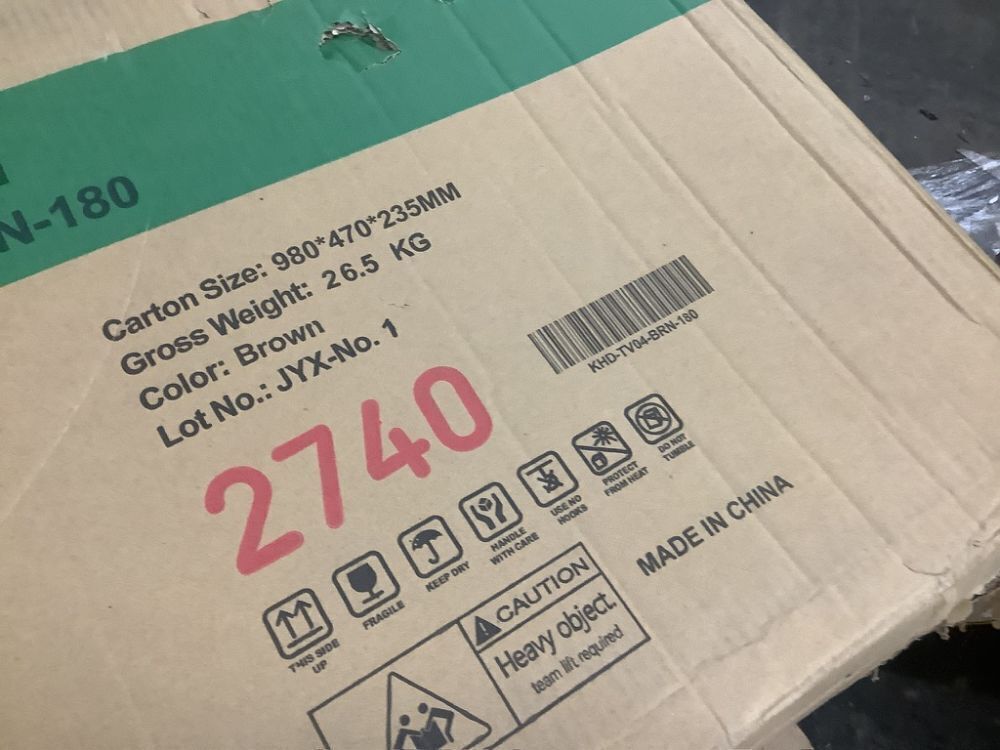 N-180
Carton Size: 980*470*235MM
Gross Weight: 26.5 KG
Color: Brown
Lot No.: JYX-No. 1
KHD-TV04-BRN-180
2740
THIS SIDE
UP
FRAGILE
KEEP DRY
HANDLE
WITH CARE
USE NO
HOOKS
PROTECT
FROM HEAT
DO NOT
TUMBLE
MADE IN CHINA
CAUTION
Heavy object.
team lift required